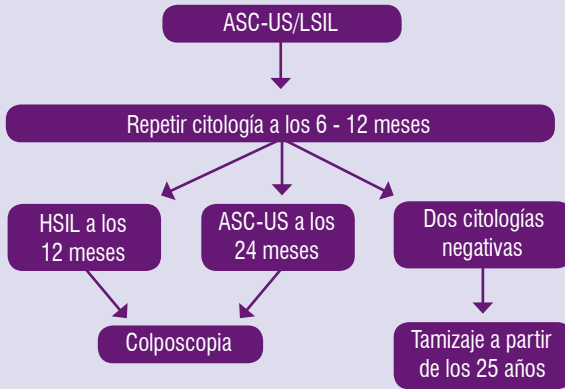 ASC-US/LSIL
Repetir citología a los 6 - 12 meses
HSIL a los
12 meses
ASC-US a los
24 meses
Dos citologías
negativas
Colposcopia
Tamizaje a partir
de los 25 años